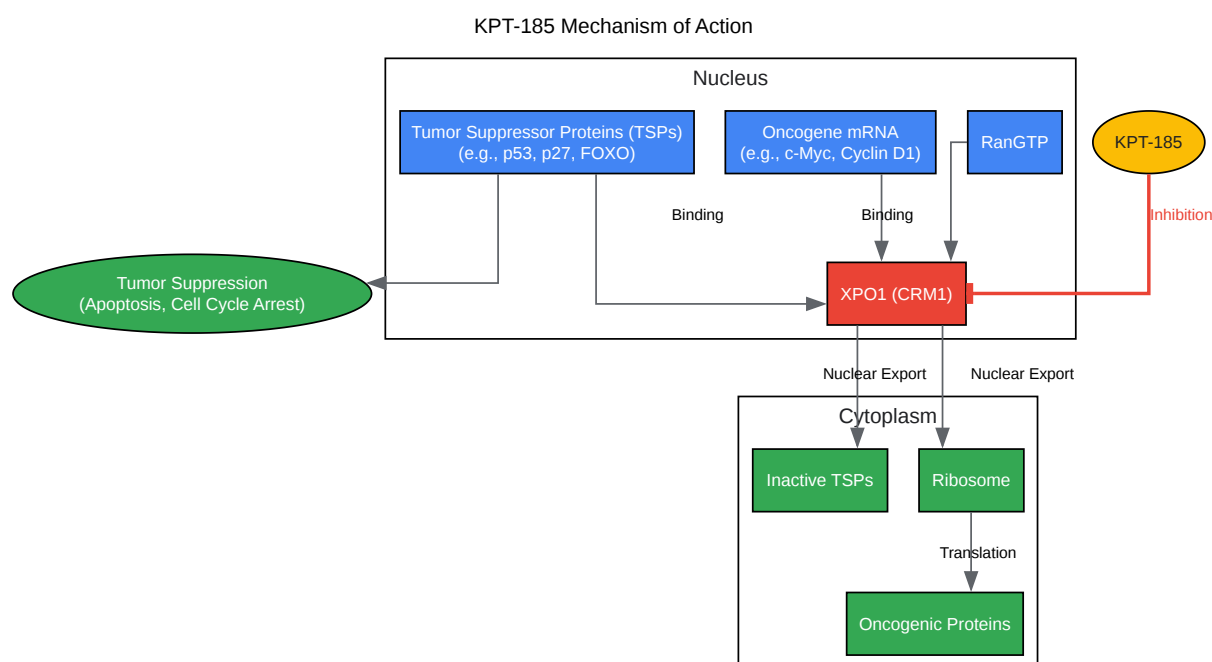 KPT-185 Mechanism of Action
Nucleus
Tumor Suppressor Proteins (TSPs)
(e.g., p53, p27, FOXO)
Oncogene mRNA
(e.g., c-Myc, Cyclin D1)
RanGTP
KPT-185
Binding
Binding
Inhibition
Tumor Suppression
(Apoptosis, Cell Cycle Arrest)
XPO1 (CRM1)
Nuclear Export
Nuclear Export
Cytoplasm
Inactive TSPs
Ribosome
Translation
Oncogenic Proteins